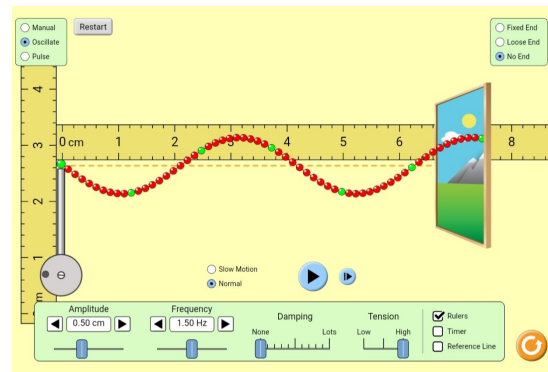 Manual
Oscillate
Pulse
Restart
Fixed End
Loose End
No End
4
3
2
1
0 cm
1
2
3
4
5
6
8
Slow Motion
Normal
Amplitude
0.50 cm
Frequency
1.50 Hz
Damping
None
Lots
Tension
Low
High
Rulers
Timer
Reference Line